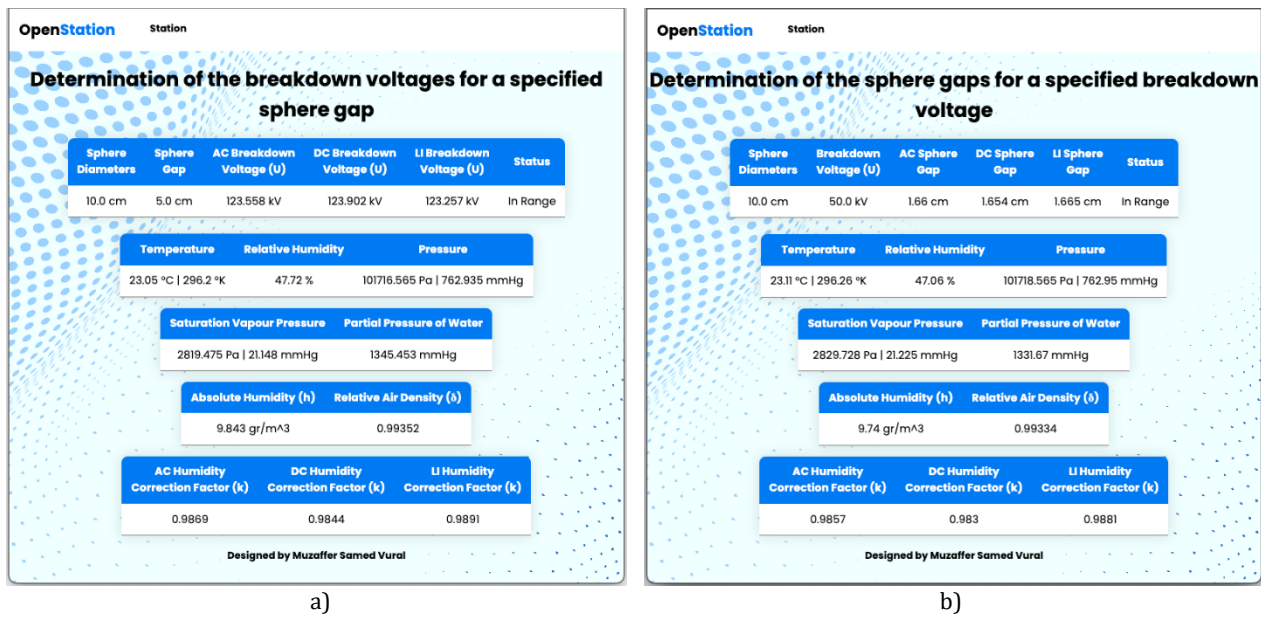 OpenStation Station
Determination of the breakdown voltages for a specified
sphere gap
Sphere Diameters Sphere Gap AC Breakdown Voltage (U) DC Breakdown Voltage (U) LI Breakdown Voltage (U) Status
10.0 cm 5.0 cm 123.558 kV 123.902 kV 123.257 kV In Range
Temperature Relative Humidity Pressure
23.05 °C | 296.2 °K 47.72 % 101716.565 Pa | 762.935 mmHg
Saturation Vapour Pressure Partial Pressure of Water
2819.475 Pa | 21.148 mmHg 1345.453 mmHg
Absolute Humidity (h) Relative Air Density (δ)
9.843 gr/m^3 0.99352
AC Humidity Correction Factor (k) DC Humidity Correction Factor (k) LI Humidity Correction Factor (k)
0.9869 0.9844 0.9891
Designed by Muzaffer Samed Vural
a)
OpenStation Station
Determination of the sphere gaps for a specified breakdown
voltage
Sphere Diameters Breakdown Voltage (U) AC Sphere Gap DC Sphere Gap LI Sphere Gap Status
10.0 cm 50.0 kV 1.66 cm 1.654 cm 1.665 cm In Range
Temperature Relative Humidity Pressure
23.11 °C | 296.26 °K 47.06 % 101718.565 Pa | 762.95 mmHg
Saturation Vapour Pressure Partial Pressure of Water
2829.728 Pa | 21.225 mmHg 1331.67 mmHg
Absolute Humidity (h) Relative Air Density (δ)
9.74 gr/m^3 0.99334
AC Humidity Correction Factor (k) DC Humidity Correction Factor (k) LI Humidity Correction Factor (k)
0.9857 0.983 0.9881
Designed by Muzaffer Samed Vural
b)